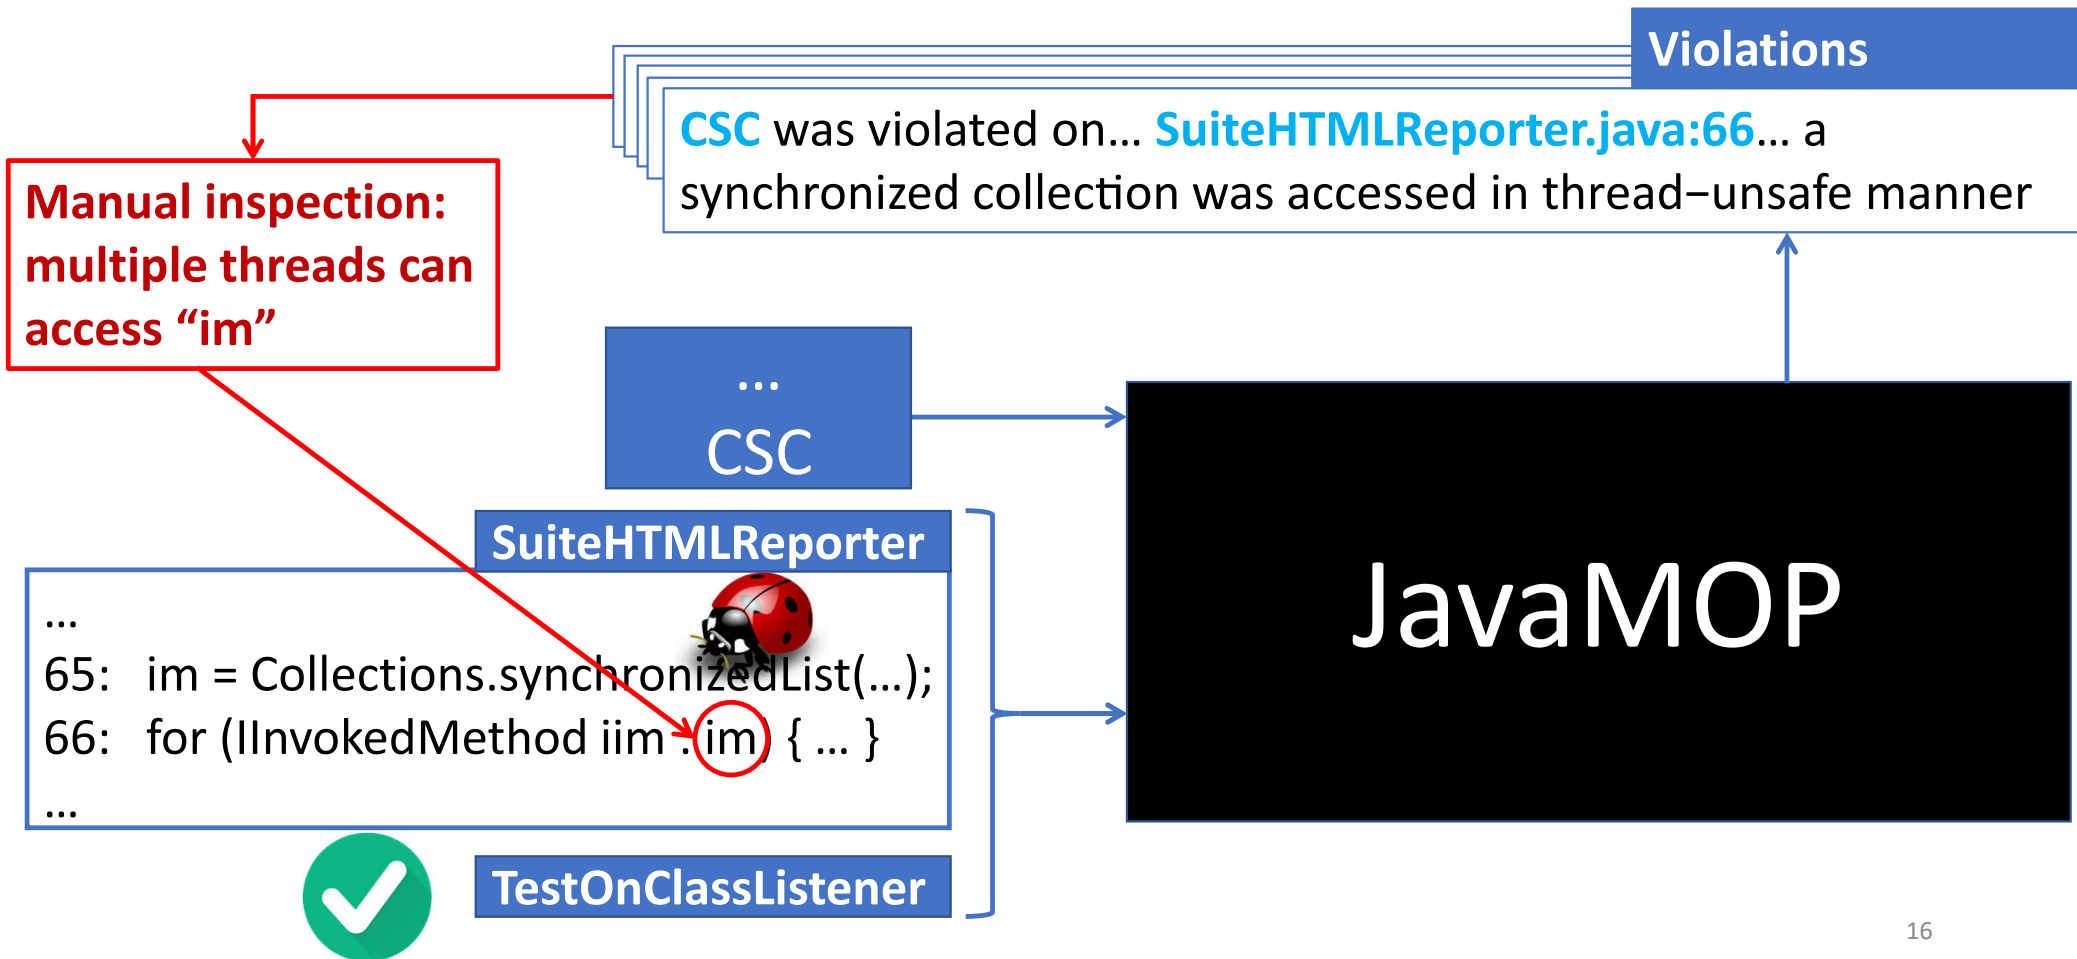 Violations
CSC was violated on… SuiteHTMLReporter.java:66… a
synchronized collection was accessed in thread–unsafe manner
Manual inspection:
multiple threads can
access “im”
…
CSC
JavaMOP
SuiteHTMLReporter
…
65: im = Collections.synchronizedList(…);
66: for (IInvokedMethod iim : im) { … }
…
TestOnClassListener
16